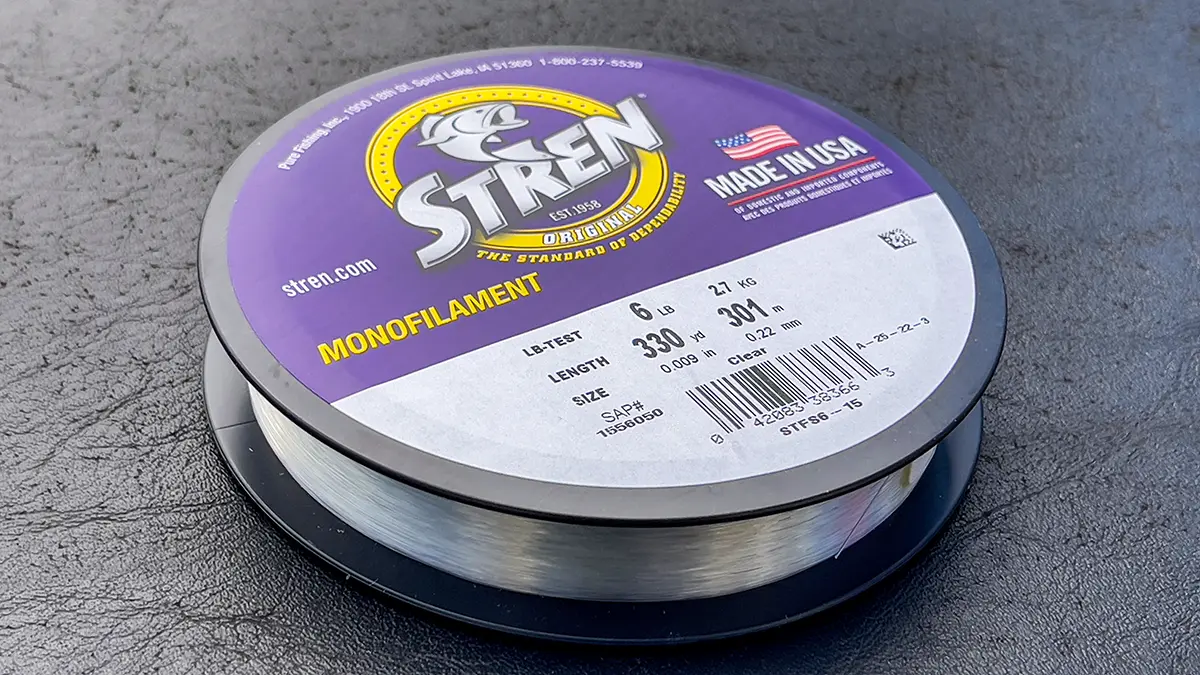 Pure Fishing, Inc., 1900 18th St. Spirit Lake, IA 51360 1-800-237-5539
STREN®
EST.1958
ORIGINAL
THE STANDARD OF DEPENDABILITY
MADE IN USA
OF DOMESTIC AND IMPORTED COMPONENTS
AVEC DES PRODUITS DOMESTIQUES ET IMPORTES
stren.com
MONOFILAMENT
LB-TEST 6 LB 2.7 KG
LENGTH 330 yd 301 m
SIZE 0.009 in 0.22 mm
Clear
SAP#
1556050
A-25-22-3
0 42083 38366 3
STFS6-15